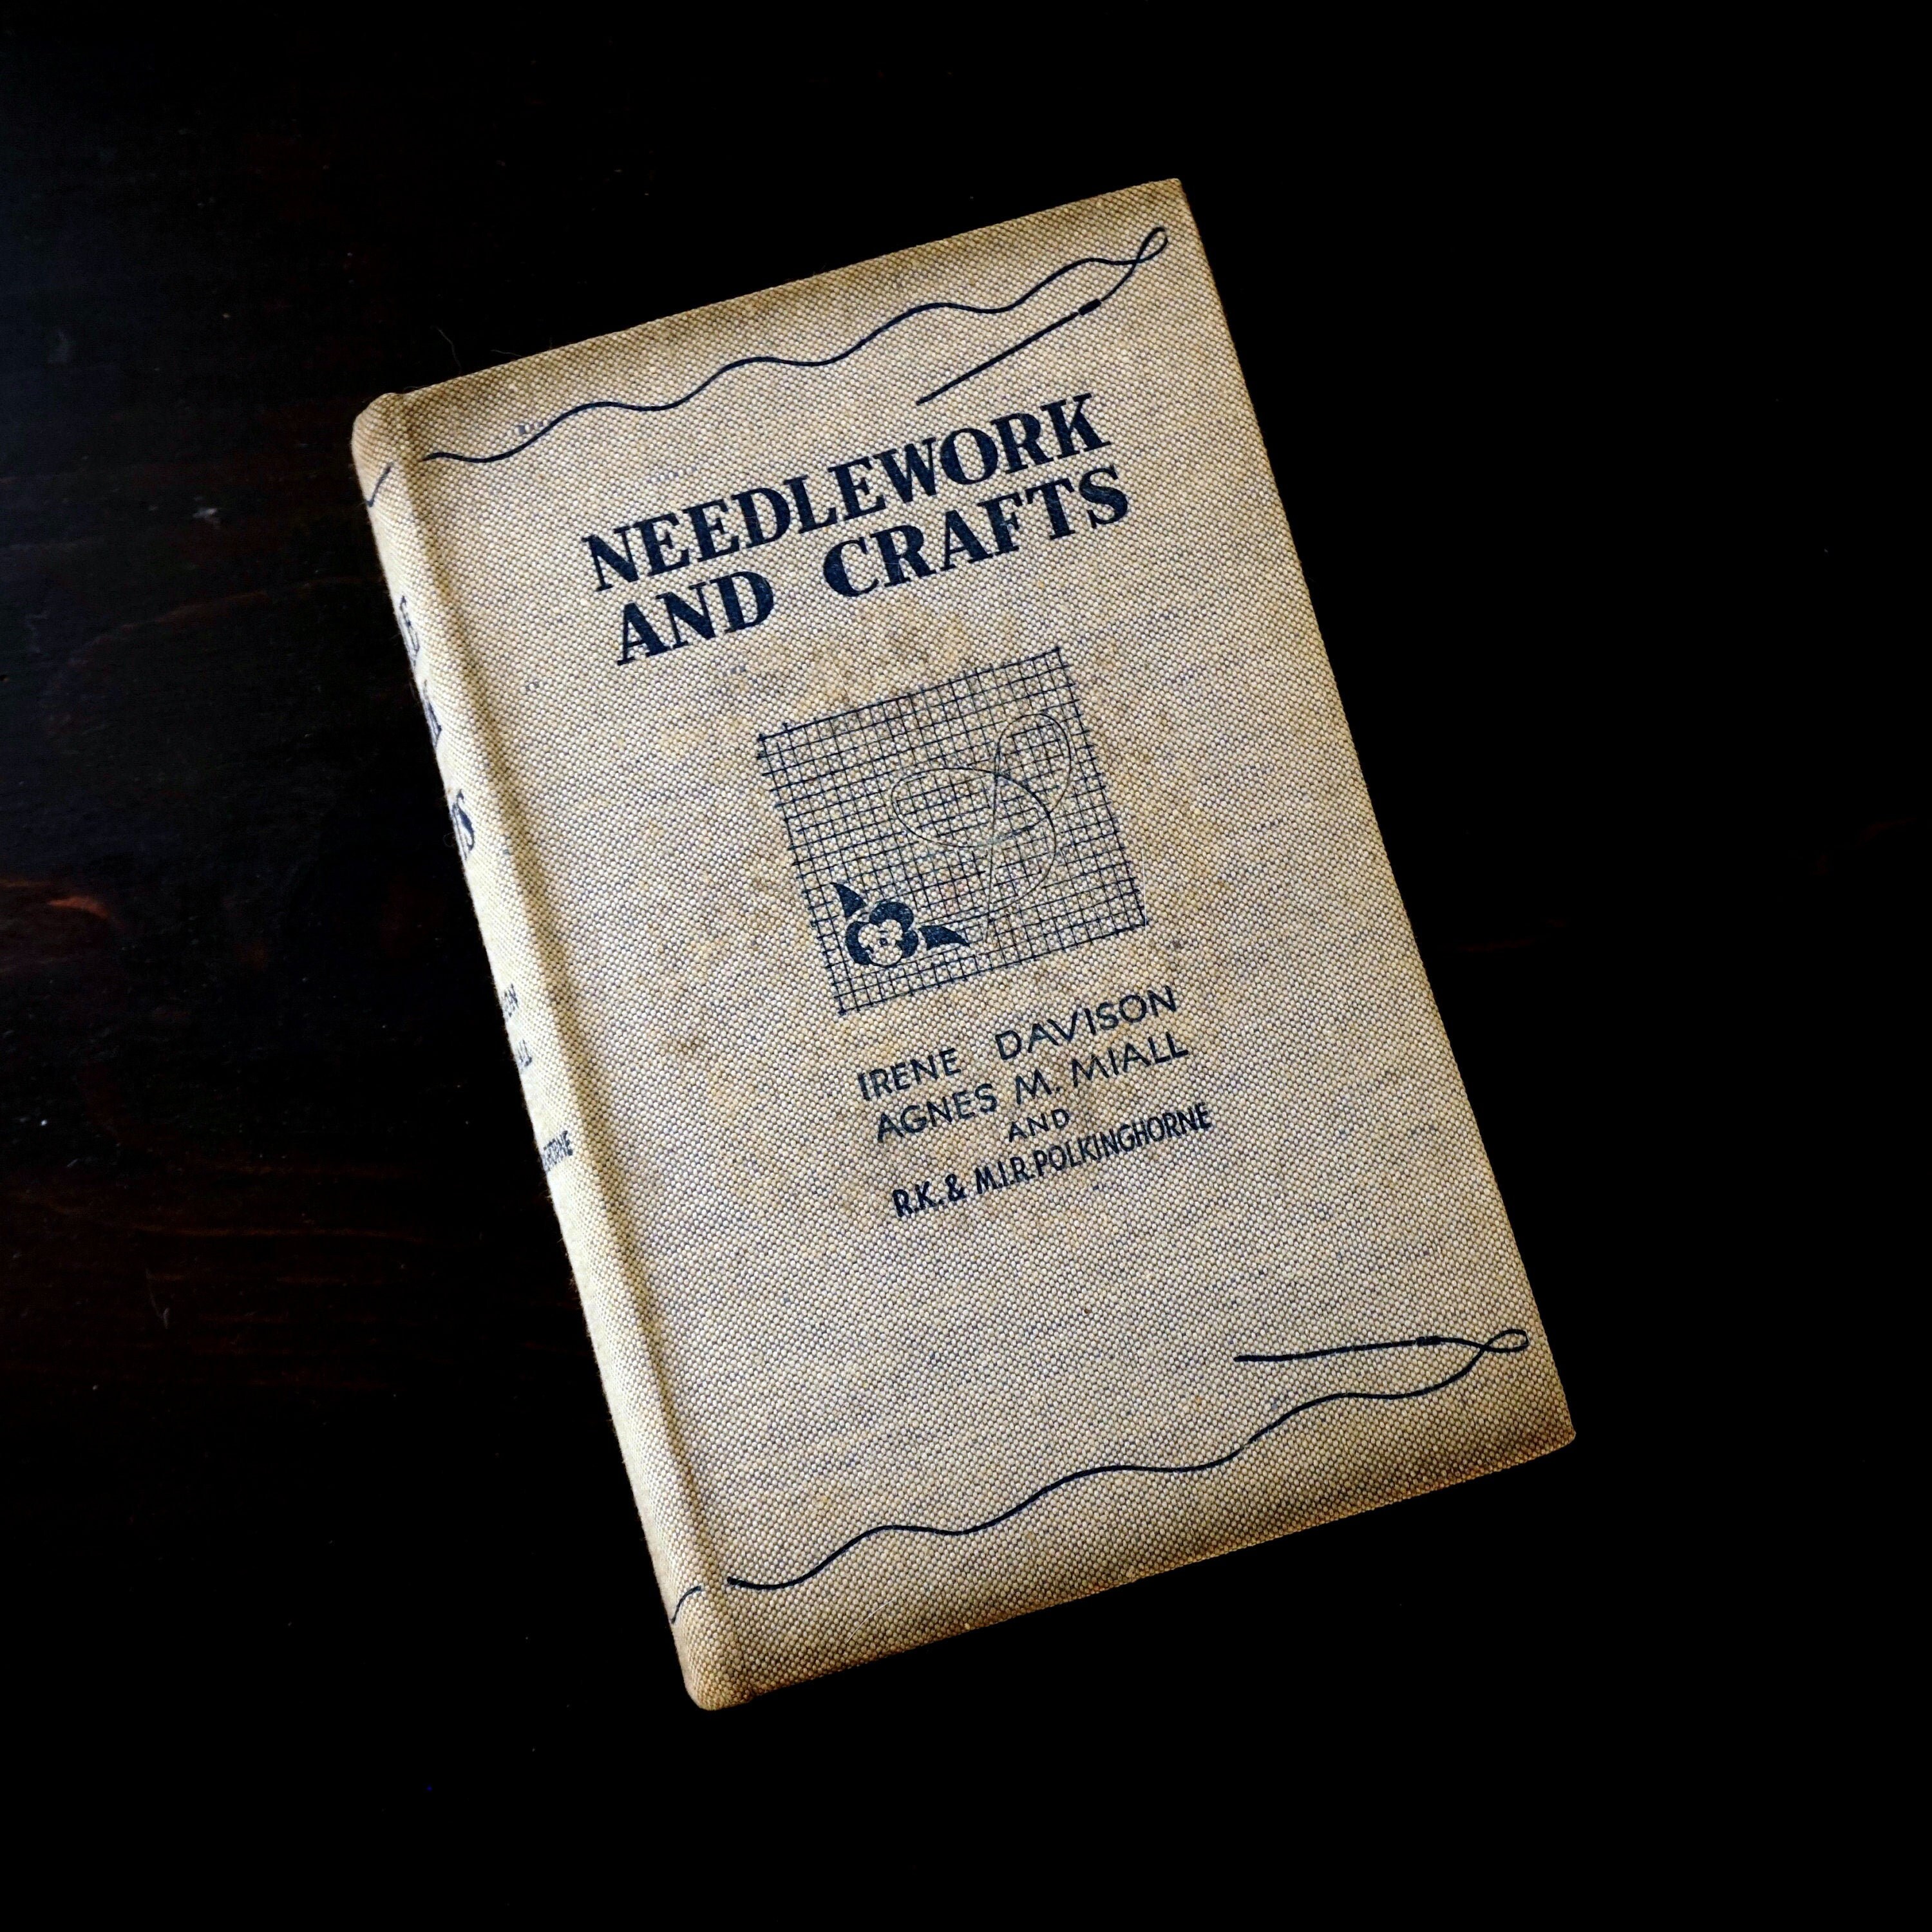 NEEDLEWORK
AND CRAFTS
IRENE DAVISON
AGNES M. MIALL
AND
R.K. & M.I.R. POLKINGHORNE